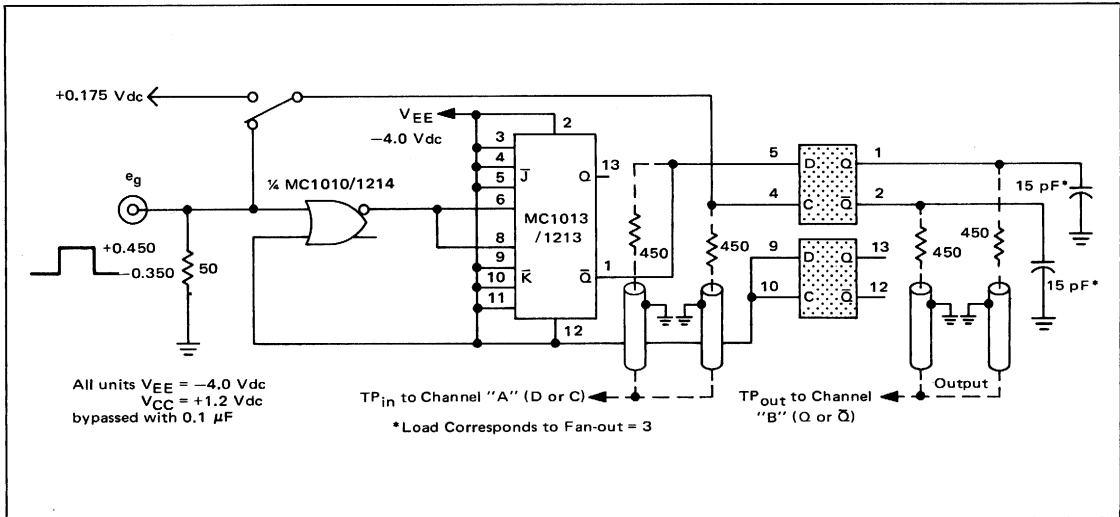 +0.175 Vdc
V_EE
−4.0 Vdc
2
3
4
5
6
8
9
10
11
J̅
K̅
Q
13
MC1013
/1213
Q̅
1
12
e_g
¼ MC1010/1214
+0.450
−0.350
50
450
450
5
4
D
Q
C
Q̅
1
2
9
10
D
Q
C
Q̅
13
12
450
450
15 pF*
15 pF*
All units V_EE = −4.0 Vdc
V_CC = +1.2 Vdc
bypassed with 0.1 µF
TP_in to Channel "A" (D or C)
*Load Corresponds to Fan-out = 3
Output
TP_out to Channel
"B" (Q or Q̅)